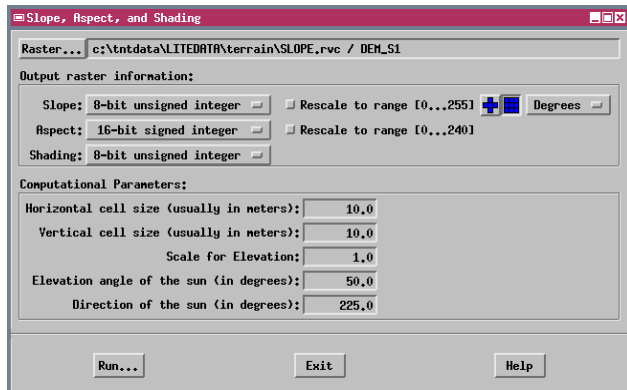 Slope, Aspect, and Shading
Raster... c:\tntdata\LITEDATA\terrain\SLOPE.rvc / DEM_S1
Output raster information:
Slope: 8-bit unsigned integer Rescale to range [0...255] Degrees
Aspect: 16-bit signed integer Rescale to range [0...240]
Shading: 8-bit unsigned integer
Computational Parameters:
Horizontal cell size (usually in meters): 10.0
Vertical cell size (usually in meters): 10.0
Scale for Elevation: 1.0
Elevation angle of the sun (in degrees): 50.0
Direction of the sun (in degrees): 225.0
Run... Exit Help